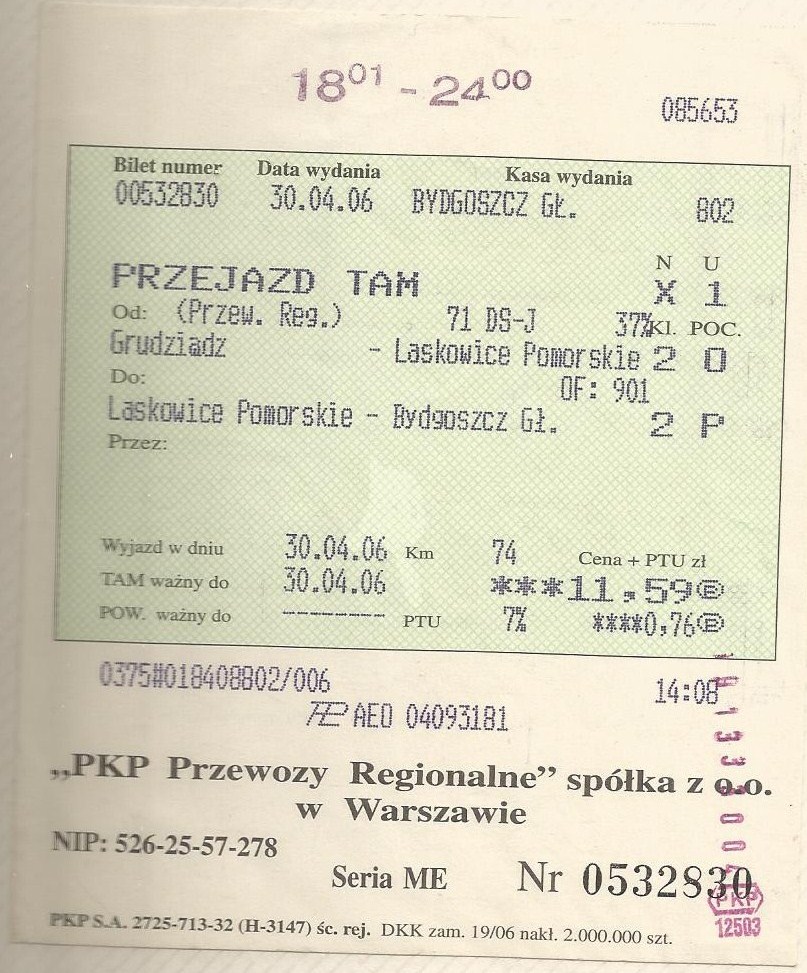 18⁰¹ - 24⁰⁰
085653
Bilet numer Data wydania Kasa wydania
00532830 30.04.06 BYDGOSZCZ GŁ. 802
N U
PRZEJAZD TAM X 1
Od: (Przew. Reg.) 71 DS-J 37% Kl. POC.
Grudziądz - Laskowice Pomorskie 2 O
Do: OF: 901
Laskowice Pomorskie - Bydgoszcz Gł. 2 P
Przez:
Wyjazd w dniu 30.04.06 Km 74 Cena + PTU zł
TAM ważny do 30.04.06 ***11.59Ⓑ
POW. ważny do --------- PTU 7% ****0,76Ⓑ
0375#018408802/006 14:08
AEO 04093181
„PKP Przewozy Regionalne” spółka z o.o.
w Warszawie
NIP: 526-25-57-278
Seria ME Nr 0532830
PKP
12503
PKP S.A. 2725-713-32 (H-3147) śc. rej. DKK zam. 19/06 nakł. 2.000.000 szt.